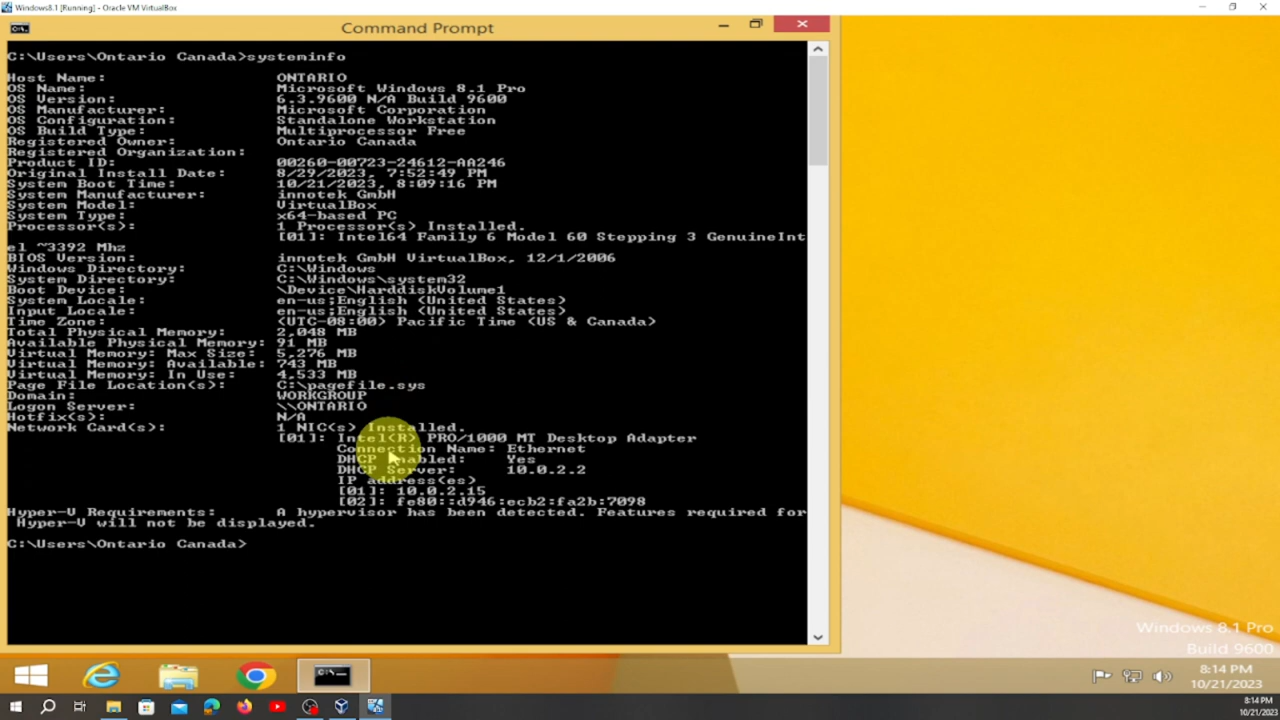 Windows8.1 [Running] - Oracle VM VirtualBox
Command Prompt
C:\Users\Ontario Canada>systeminfo
Host Name: ONTARIO
OS Name: Microsoft Windows 8.1 Pro
OS Version: 6.3.9600 N/A Build 9600
OS Manufacturer: Microsoft Corporation
OS Configuration: Standalone Workstation
OS Build Type: Multiprocessor Free
Registered Owner: Ontario Canada
Registered Organization:
Product ID: 00260-00723-24612-AA246
Original Install Date: 8/29/2023, 7:52:49 PM
System Boot Time: 10/21/2023, 8:09:16 PM
System Manufacturer: innotek GmbH
System Model: VirtualBox
System Type: x64-based PC
Processor(s): 1 Processor(s) Installed.
[01]: Intel64 Family 6 Model 60 Stepping 3 GenuineInt
el ~3392 Mhz
BIOS Version: innotek GmbH VirtualBox, 12/1/2006
Windows Directory: C:\Windows
System Directory: C:\Windows\system32
Boot Device: \Device\HarddiskVolume1
System Locale: en-us;English (United States)
Input Locale: en-us;English (United States)
Time Zone: (UTC-08:00) Pacific Time (US & Canada)
Total Physical Memory: 2,048 MB
Available Physical Memory: 91 MB
Virtual Memory: Max Size: 5,276 MB
Virtual Memory: Available: 743 MB
Virtual Memory: In Use: 4,533 MB
Page File Location(s): C:\pagefile.sys
Domain: WORKGROUP
Logon Server: \\ONTARIO
Hotfix(s): N/A
Network Card(s): 1 NIC(s) Installed.
[01]: Intel(R) PRO/1000 MT Desktop Adapter
Connection Name: Ethernet
DHCP Enabled: Yes
DHCP Server: 10.0.2.2
IP address(es)
[01]: 10.0.2.15
[02]: fe80::d946:ecb2:fa2b:7098
Hyper-V Requirements: A hypervisor has been detected. Features required for
Hyper-V will not be displayed.
C:\Users\Ontario Canada>
Windows 8.1 Pro
Build 9600
8:14 PM
10/21/2023
8:14 PM
10/21/2023